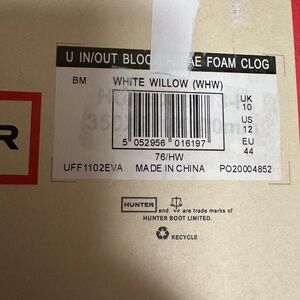 U IN/OUT BLOO AE FOAM CLOG
BM WHITE WILLOW (WHW)
UK
10
US
12
EU
44
5 052956 016197
76/HW
UFF1102EVA MADE IN CHINA PO20004852
R
HUNTER and are trade marks of
HUNTER BOOT LIMITED.
RECYCLE